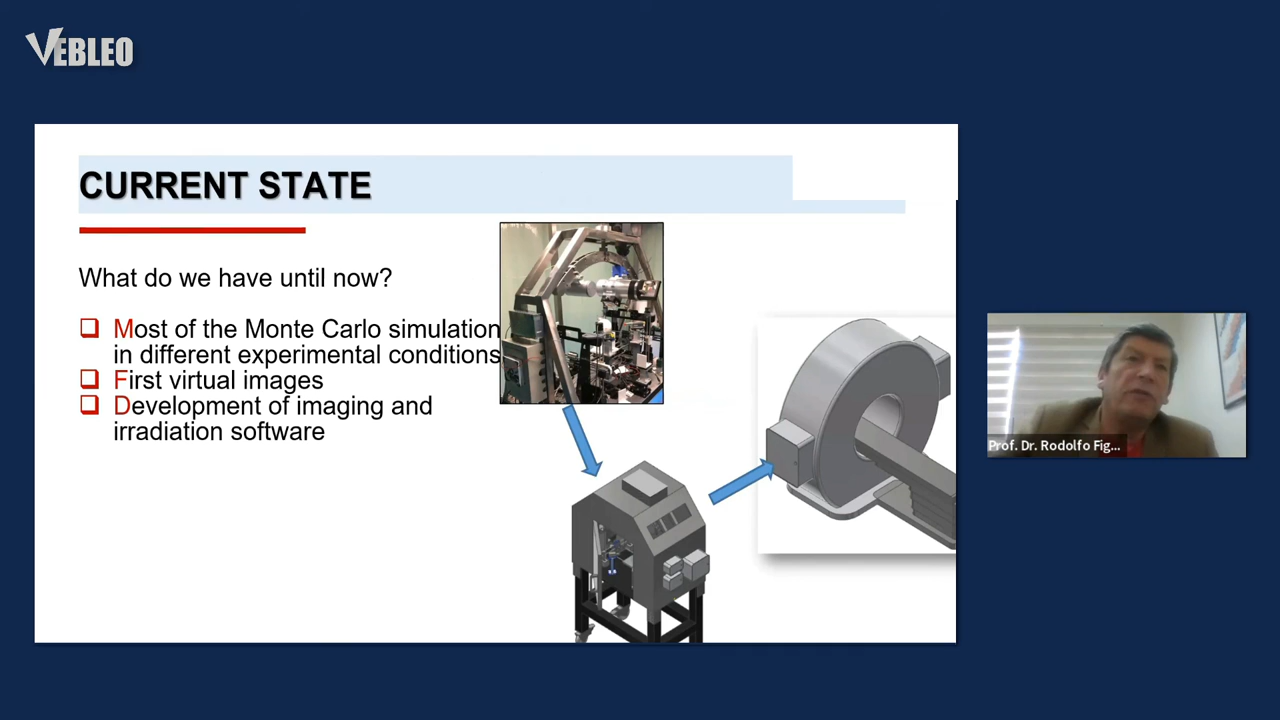 VEBLEO
CURRENT STATE
What do we have until now?
Most of the Monte Carlo simulation
in different experimental conditions
First virtual images
Development of imaging and
irradiation software
Prof. Dr. Rodolfo Fig...